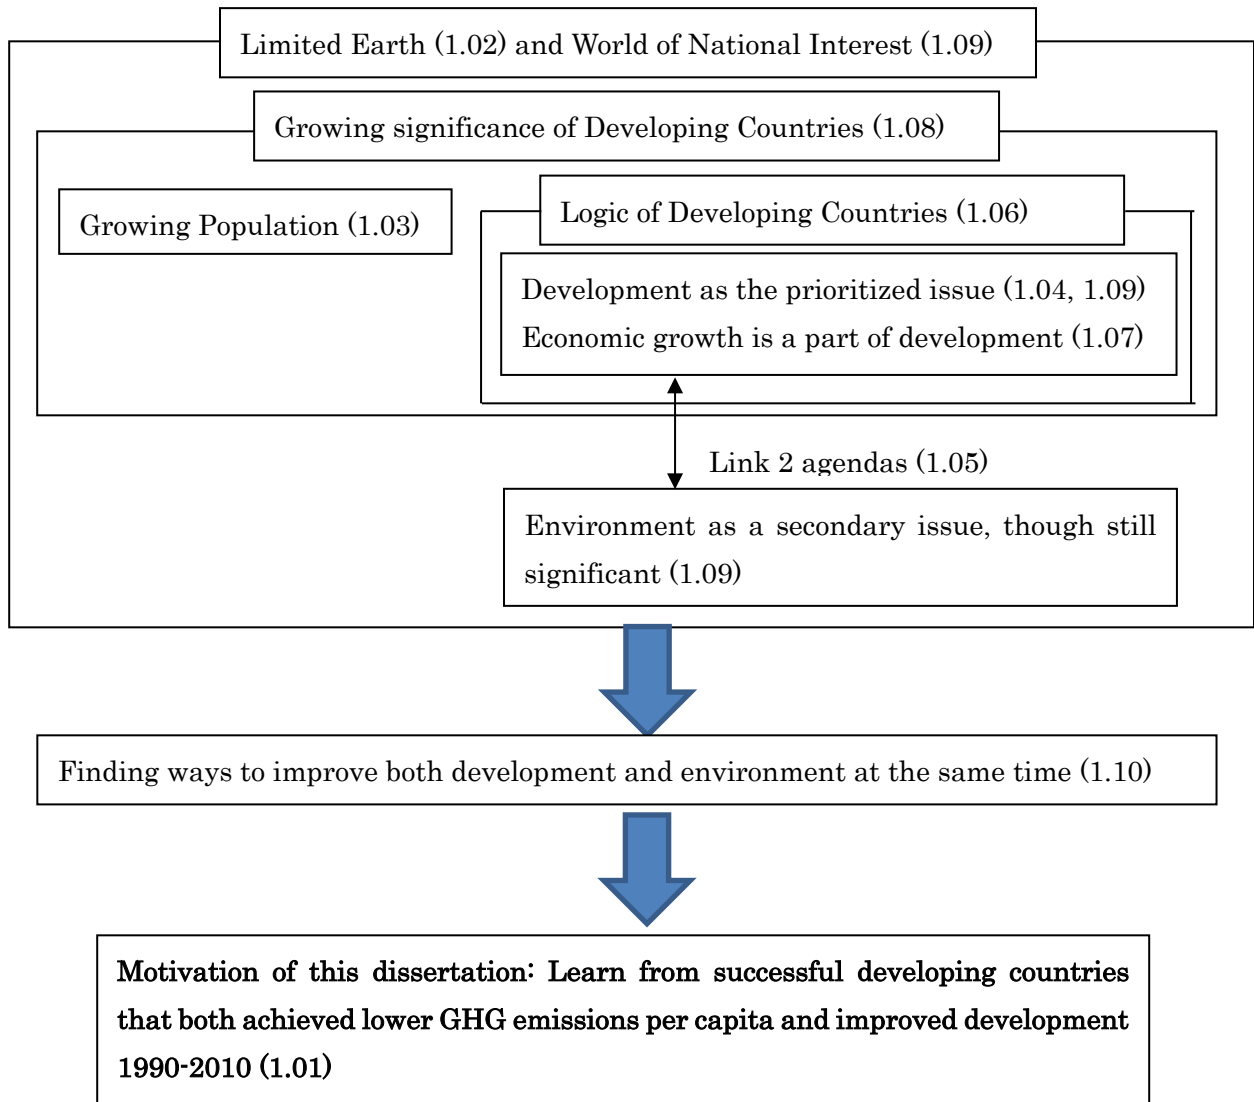 Limited Earth (1.02) and World of National Interest (1.09)
Growing significance of Developing Countries (1.08)
Growing Population (1.03)
Logic of Developing Countries (1.06)
Development as the prioritized issue (1.04, 1.09)
Economic growth is a part of development (1.07)
Link 2 agendas (1.05)
Environment as a secondary issue, though still
significant (1.09)
Finding ways to improve both development and environment at the same time (1.10)
Motivation of this dissertation: Learn from successful developing countries
that both achieved lower GHG emissions per capita and improved development
1990-2010 (1.01)